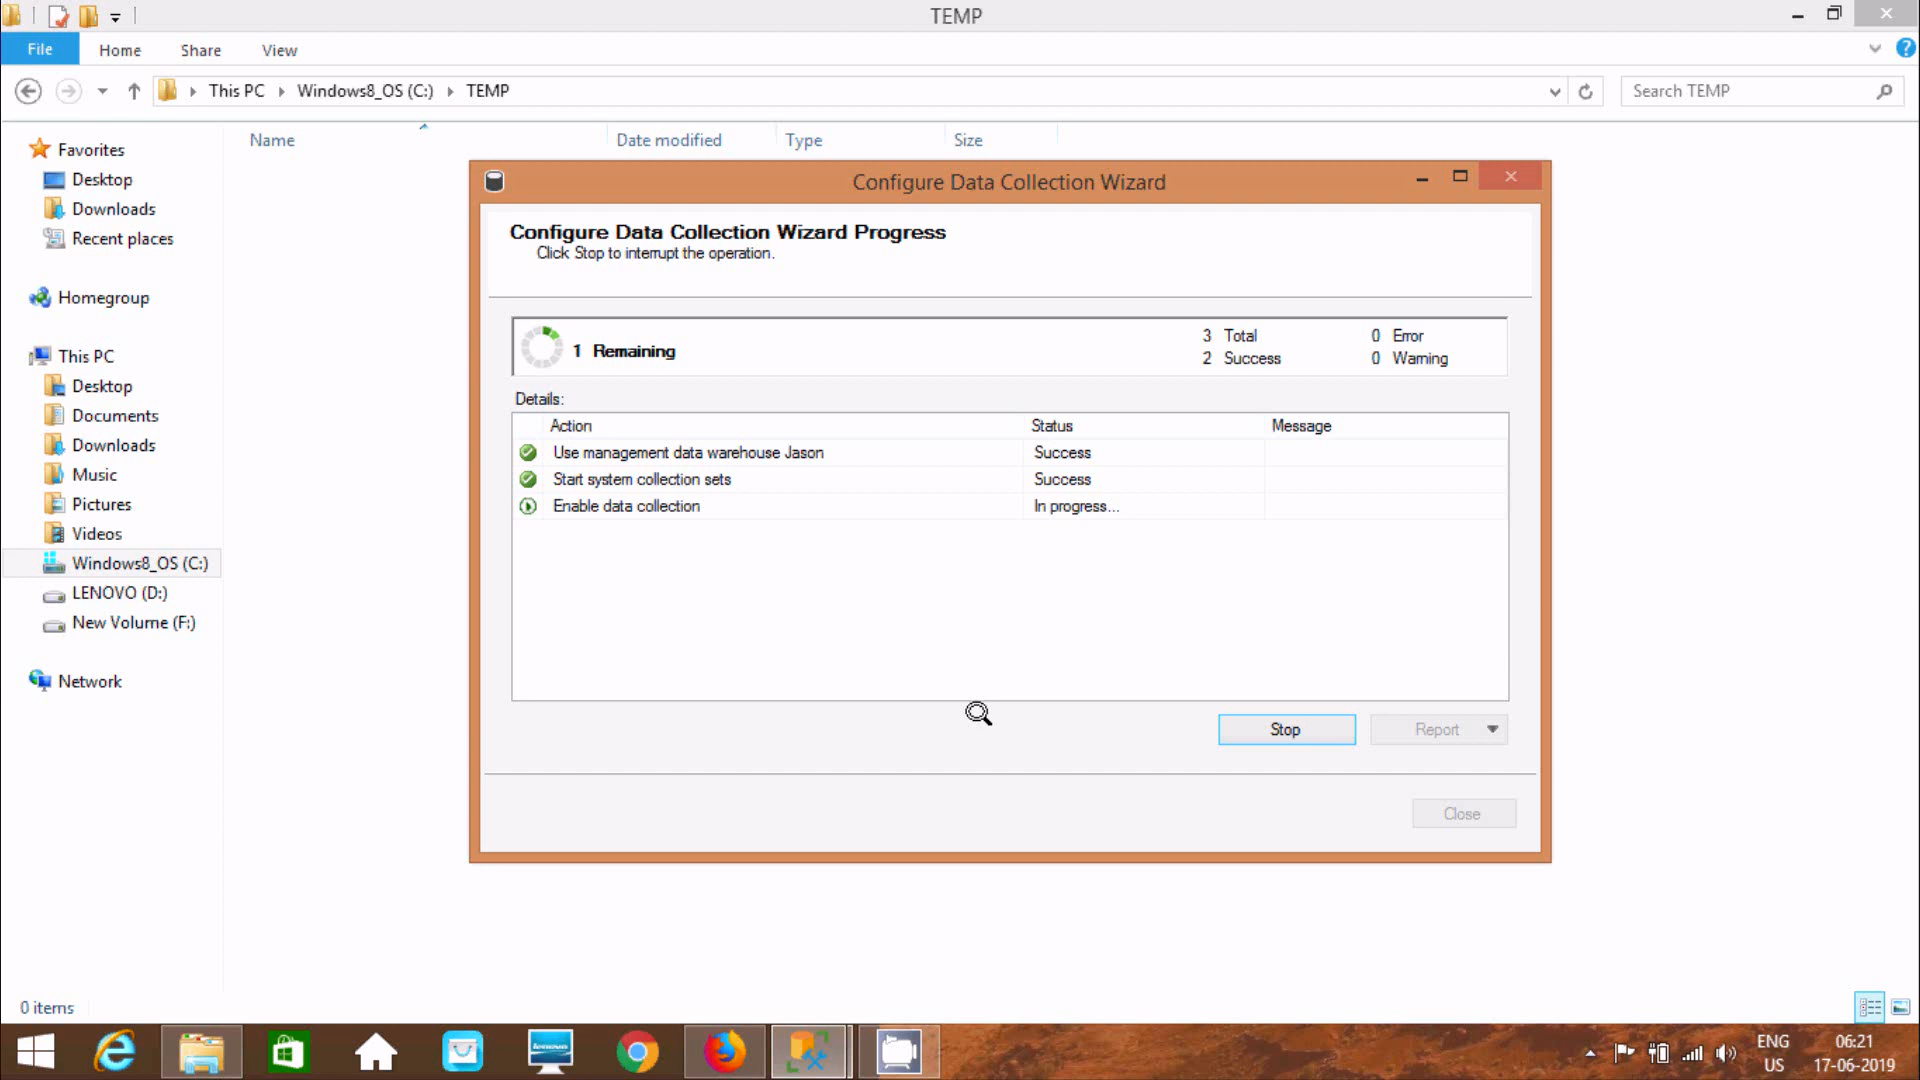 TEMP
File Home Share View
This PC Windows8_OS (C:) TEMP
Search TEMP
Name Date modified Type Size
Favorites
Desktop
Downloads
Recent places
Homegroup
This PC
Desktop
Documents
Downloads
Music
Pictures
Videos
Windows8_OS (C:)
LENOVO (D:)
New Volume (F:)
Network
Configure Data Collection Wizard
Configure Data Collection Wizard Progress
Click Stop to interrupt the operation.
1 Remaining
3 Total 0 Error
2 Success 0 Warning
Details:
Action Status Message
Use management data warehouse Jason Success
Start system collection sets Success
Enable data collection In progress...
Stop Report
Close
0 items
ENG 06:21
US 17-06-2019